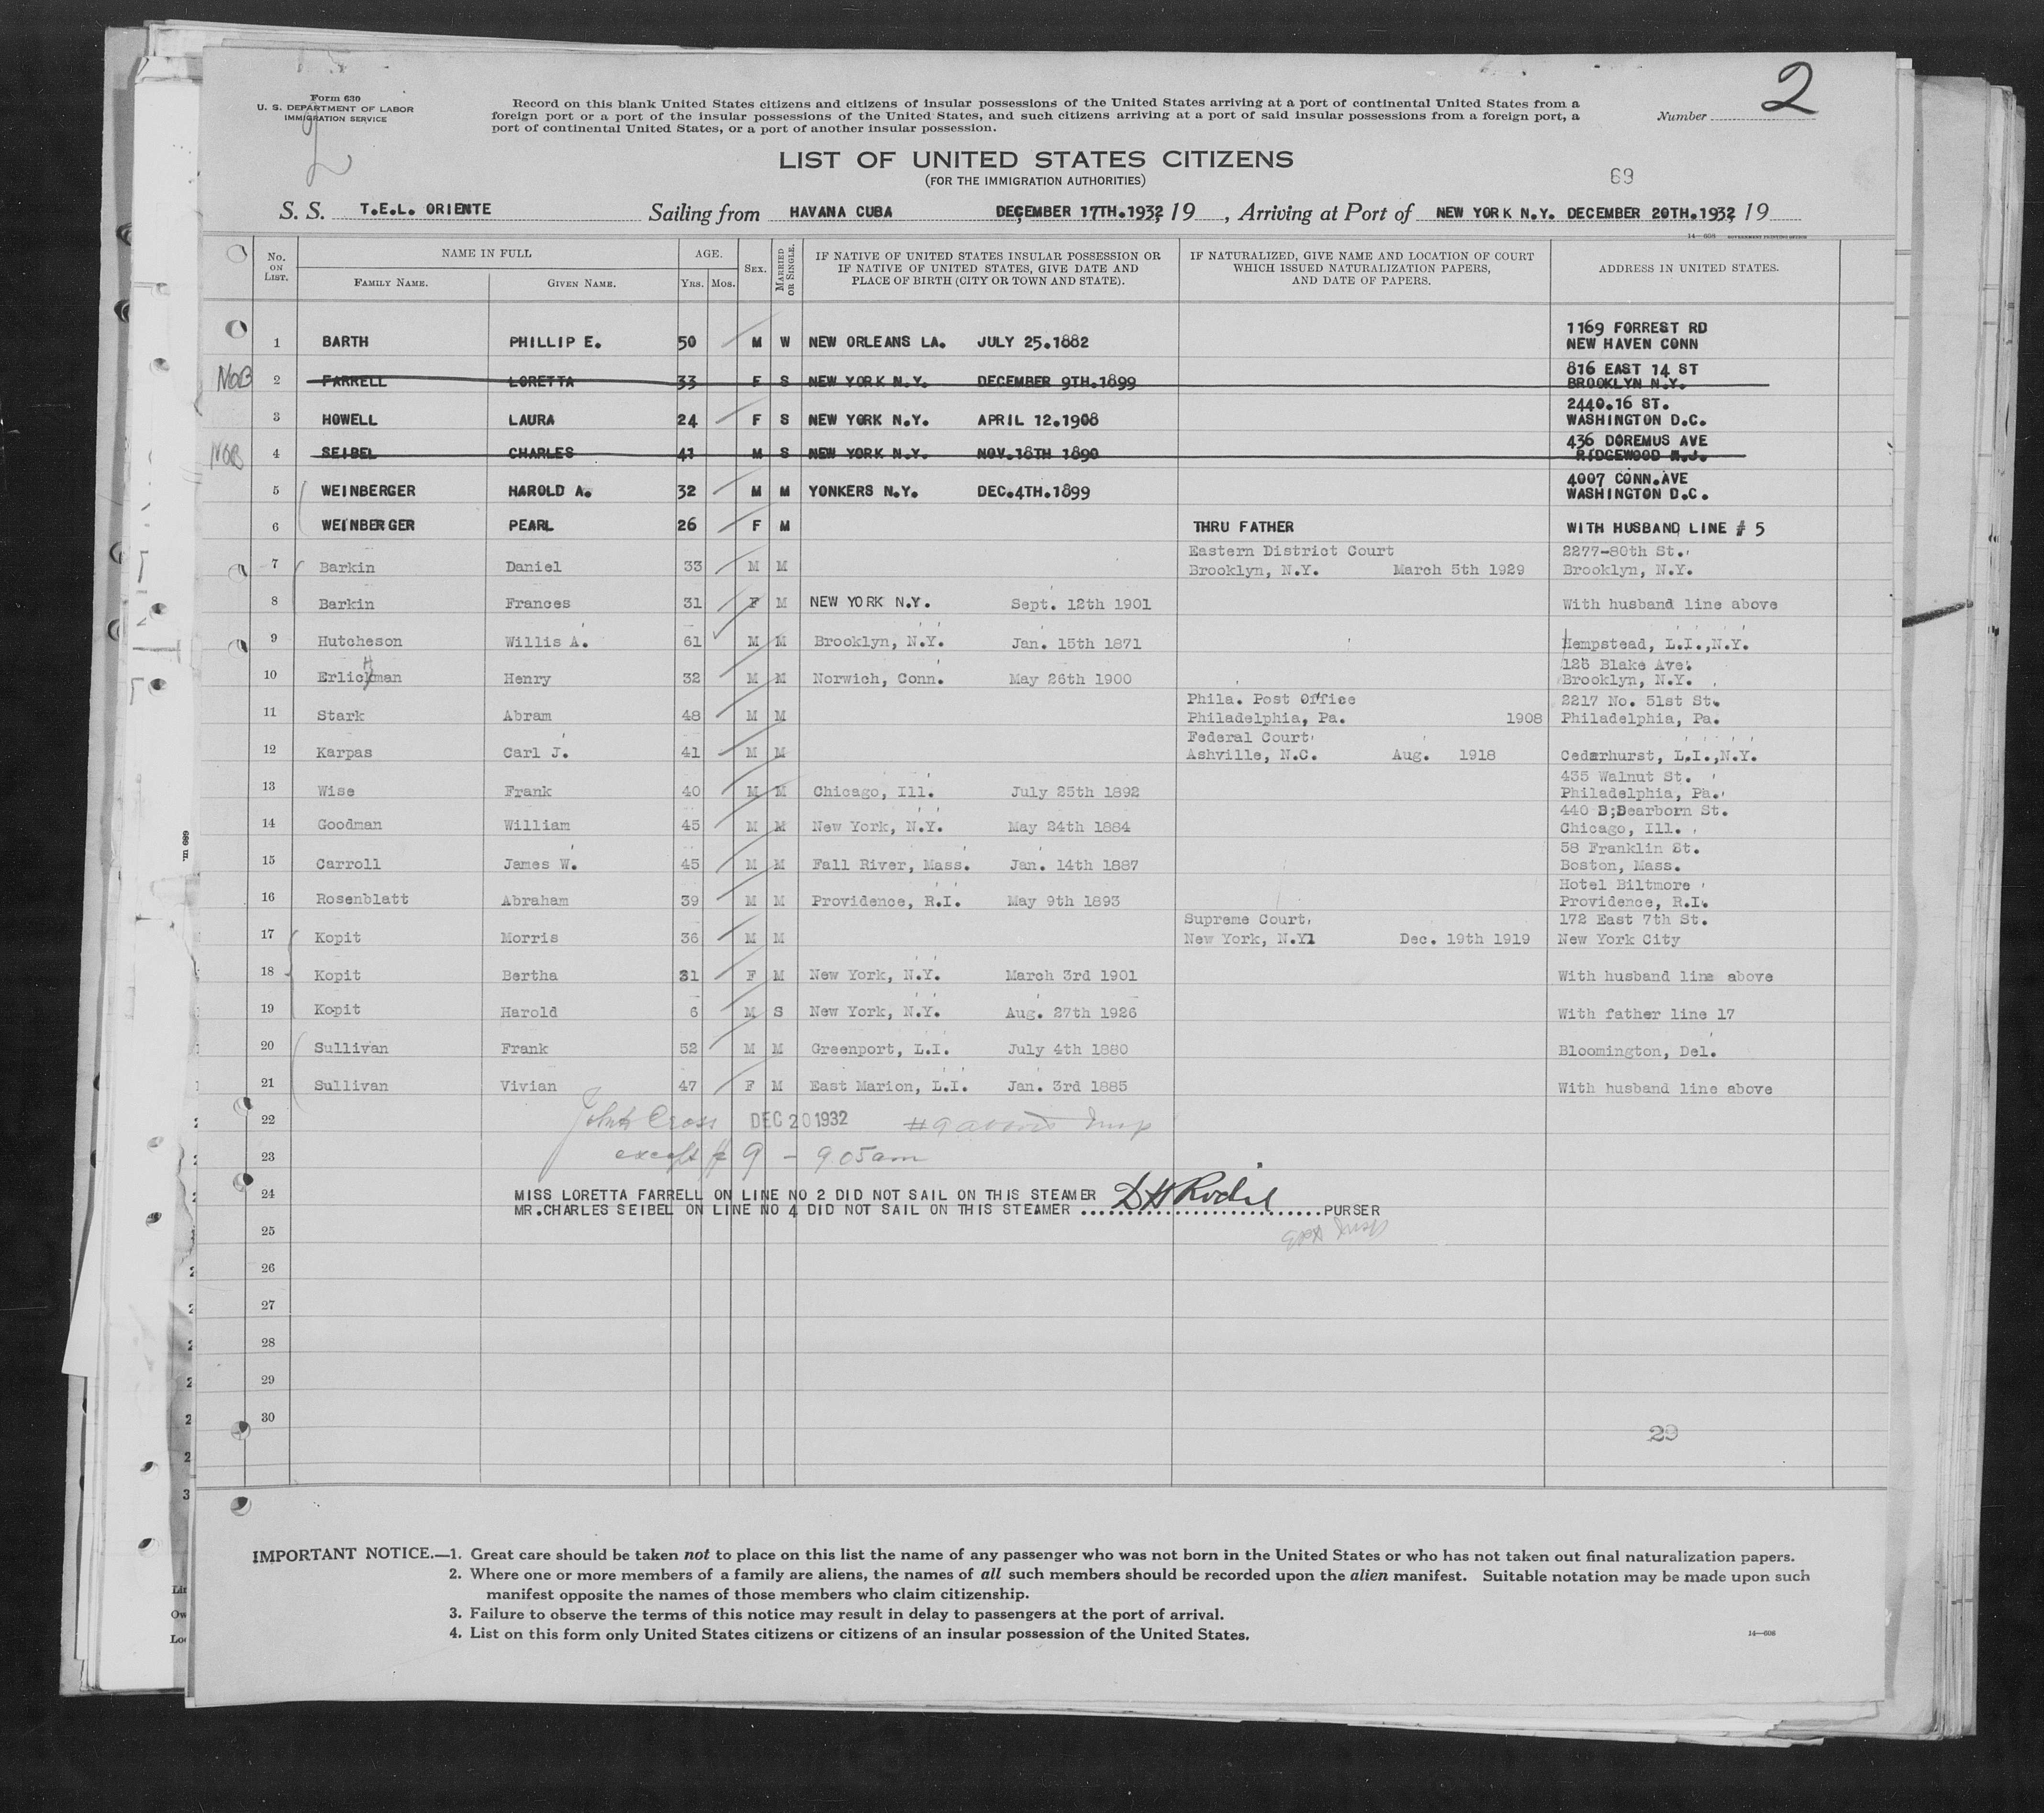 Form 630
U. S. DEPARTMENT OF LABOR
IMMIGRATION SERVICE
Record on this blank United States citizens and citizens of insular possessions of the United States arriving at a port of continental United States from a
foreign port or a port of the insular possessions of the United States, and such citizens arriving at a port of said insular possessions from a foreign port, a
port of continental United States, or a port of another insular possession.
Number 2
LIST OF UNITED STATES CITIZENS
(FOR THE IMMIGRATION AUTHORITIES)
69
S. S. T.E.L. ORIENTE Sailing from HAVANA CUBA DECEMBER 17TH.1932 19 , Arriving at Port of NEW YORK N.Y. DECEMBER 20TH.1932 19
14—608 GOVERNMENT PRINTING OFFICE
No. ON LIST. NAME IN FULL FAMILY NAME. GIVEN NAME. AGE. YRS. MOS. SEX. MARRIED OR SINGLE. IF NATIVE OF UNITED STATES INSULAR POSSESSION OR IF NATIVE OF UNITED STATES, GIVE DATE AND PLACE OF BIRTH (CITY OR TOWN AND STATE). IF NATURALIZED, GIVE NAME AND LOCATION OF COURT WHICH ISSUED NATURALIZATION PAPERS, AND DATE OF PAPERS. ADDRESS IN UNITED STATES.
1 BARTH PHILLIP E. 50 M W NEW ORLEANS LA. JULY 25.1882 1169 FORREST RD NEW HAVEN CONN
NOB 2 FARRELL LORETTA 33 F S NEW YORK N.Y. DECEMBER 9TH.1899 816 EAST 14 ST BROOKLYN N.Y.
3 HOWELL LAURA 24 F S NEW YORK N.Y. APRIL 12.1908 2440.16 ST. WASHINGTON D.C.
NOB 4 SEIBEL CHARLES 41 M S NEW YORK N.Y. NOV.18TH 1890 436 DOREMUS AVE RIDGEWOOD N.J.
5 WEINBERGER HAROLD A. 32 M M YONKERS N.Y. DEC.4TH.1899 4007 CONN.AVE WASHINGTON D.C.
6 WEINBERGER PEARL 26 F M THRU FATHER WITH HUSBAND LINE # 5
7 Barkin Daniel 33 M M Eastern District Court Brooklyn, N.Y. March 5th 1929 2277-80th St. Brooklyn, N.Y.
8 Barkin Frances 31 F M NEW YORK N.Y. Sept. 12th 1901 With husband line above
9 Hutcheson Willis A. 61 M M Brooklyn, N.Y. Jan. 15th 1871 Hempstead, L.I.,N.Y.
10 Erlichman Henry 32 M M Norwich, Conn. May 26th 1900 125 Blake Ave. Brooklyn, N.Y.
11 Stark Abram 48 M M Phila. Post Office Philadelphia, Pa. 1908 2217 No. 51st St. Philadelphia, Pa.
12 Karpas Carl J. 41 M M Federal Court Ashville, N.C. Aug. 1918 Cedarhurst, L.I.,N.Y.
13 Wise Frank 40 M M Chicago, Ill. July 25th 1892 435 Walnut St. Philadelphia, Pa.
14 Goodman William 45 M M New York, N.Y. May 24th 1884 440 D;Dearborn St. Chicago, Ill.
15 Carroll James W. 45 M M Fall River, Mass. Jan. 14th 1887 58 Franklin St. Boston, Mass.
16 Rosenblatt Abraham 39 M M Providence, R.I. May 9th 1893 Hotel Biltmore Providence, R.I.
17 Kopit Morris 36 M M Supreme Court New York, N.Yl Dec. 19th 1919 172 East 7th St. New York City
18 Kopit Bertha 31 F M New York, N.Y. March 3rd 1901 With husband line above
19 Kopit Harold 6 M S New York, N.Y. Aug. 27th 1926 With father line 17
20 Sullivan Frank 52 M M Greenport, L.I. July 4th 1880 Bloomington, Del.
21 Sullivan Vivian 47 F M East Marion, L.I. Jan. 3rd 1885 With husband line above
22 John Cross DEC 20 1932 #9
23 except # 9 - 9.05am
24 MISS LORETTA FARRELL ON LINE NO 2 DID NOT SAIL ON THIS STEAMER
MR.CHARLES SEIBEL ON LINE NO 4 DID NOT SAIL ON THIS STEAMER PURSER
25
26
27
28
29
30
29
IMPORTANT NOTICE.—1. Great care should be taken not to place on this list the name of any passenger who was not born in the United States or who has not taken out final naturalization papers.
2. Where one or more members of a family are aliens, the names of all such members should be recorded upon the alien manifest. Suitable notation may be made upon such
manifest opposite the names of those members who claim citizenship.
3. Failure to observe the terms of this notice may result in delay to passengers at the port of arrival.
4. List on this form only United States citizens or citizens of an insular possession of the United States.
14—608